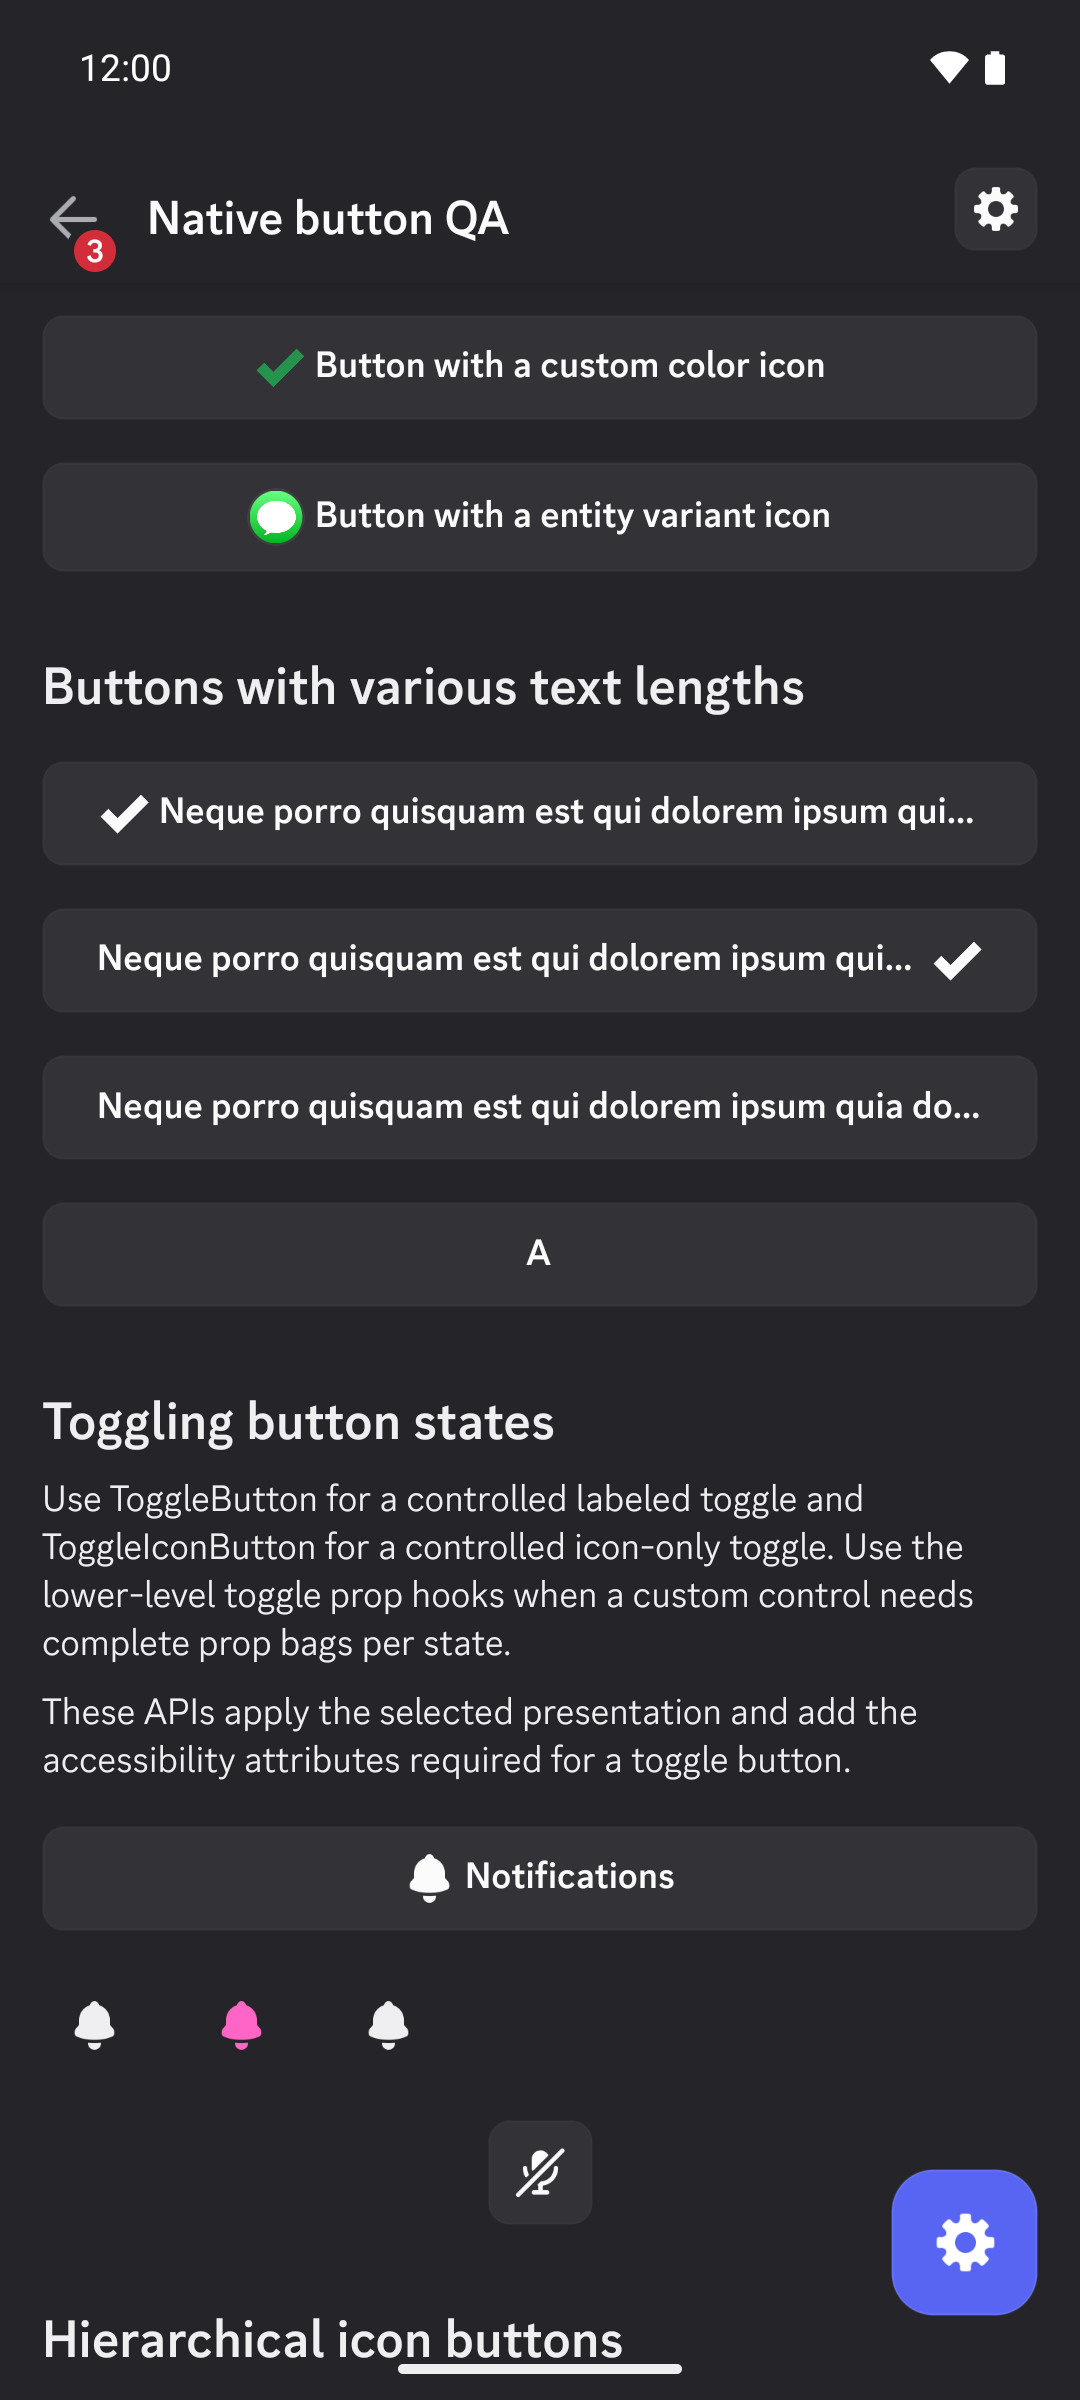 12:00
3
Native button QA
Button with a custom color icon
Button with a entity variant icon
Buttons with various text lengths
Neque porro quisquam est qui dolorem ipsum qui...
Neque porro quisquam est qui dolorem ipsum qui...
Neque porro quisquam est qui dolorem ipsum quia do...
A
Toggling button states
Use ToggleButton for a controlled labeled toggle and
ToggleIconButton for a controlled icon-only toggle. Use the
lower-level toggle prop hooks when a custom control needs
complete prop bags per state.
These APIs apply the selected presentation and add the
accessibility attributes required for a toggle button.
Notifications
Hierarchical icon buttons